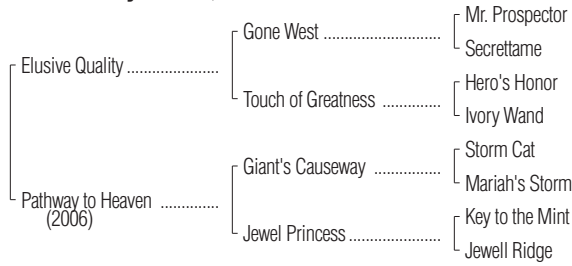 Mr. Prospector
Gone West ......................
Secrettame
Elusive Quality ......................
Hero's Honor
Touch of Greatness ..............
Ivory Wand
Storm Cat
Giant's Causeway ................
Mariah's Storm
Pathway to Heaven ..............
(2006)
Key to the Mint
Jewel Princess ......................
Jewell Ridge